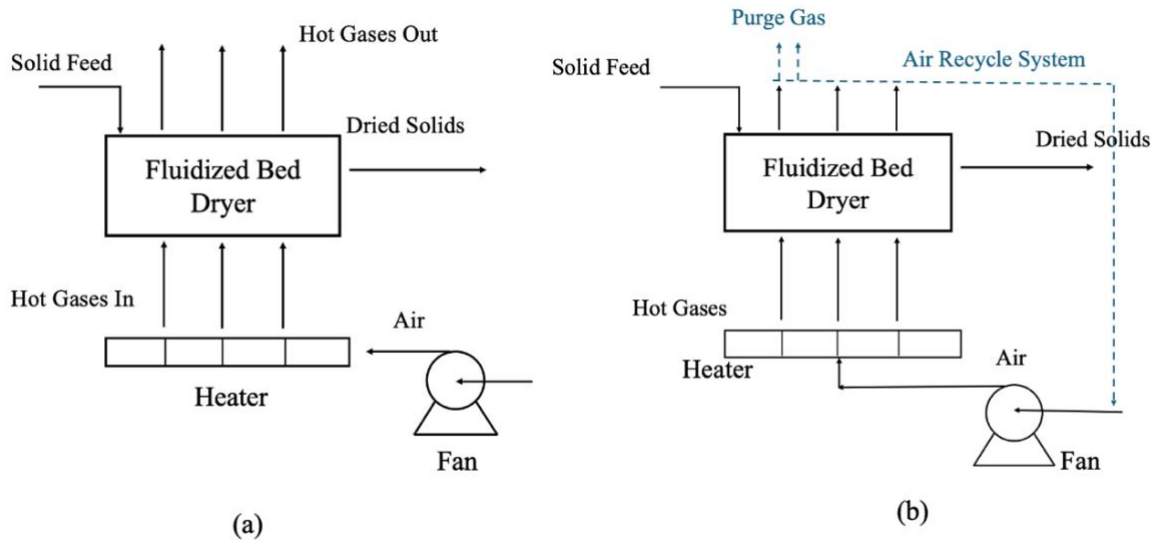 Hot Gases Out
Solid Feed
Dried Solids
Fluidized Bed
Dryer
Hot Gases In
Air
Heater
Fan
(a)
Purge Gas
Air Recycle System
Solid Feed
Dried Solids
Fluidized Bed
Dryer
Hot Gases
Heater
Air
Fan
(b)